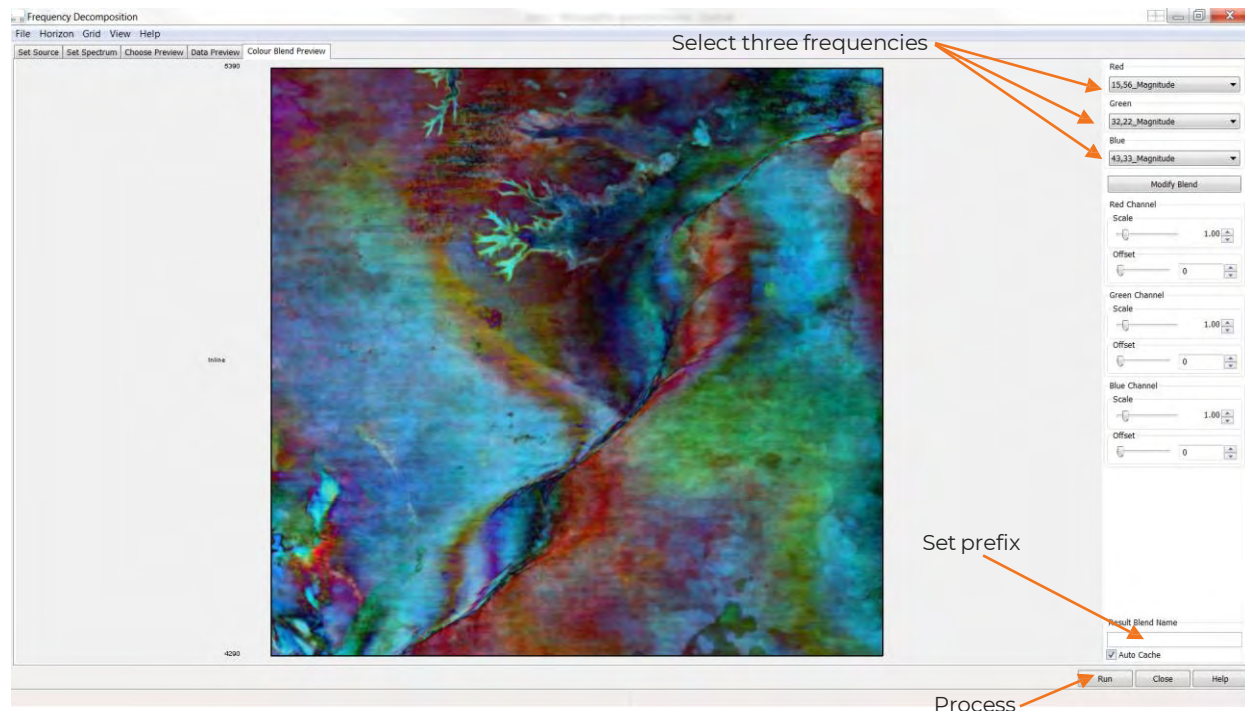 Frequency Decomposition
File Horizon Grid View Help
Set Source Set Spectrum Choose Preview Data Preview Colour Blend Preview
Select three frequencies
5390
Inline
4290
Red
15,56_Magnitude
Green
32,22_Magnitude
Blue
43,33_Magnitude
Modify Blend
Red Channel
Scale
1.00
Offset
0
Green Channel
Scale
1.00
Offset
0
Blue Channel
Scale
1.00
Offset
0
Set prefix
Result Blend Name
Auto Cache
Run Close Help
Process